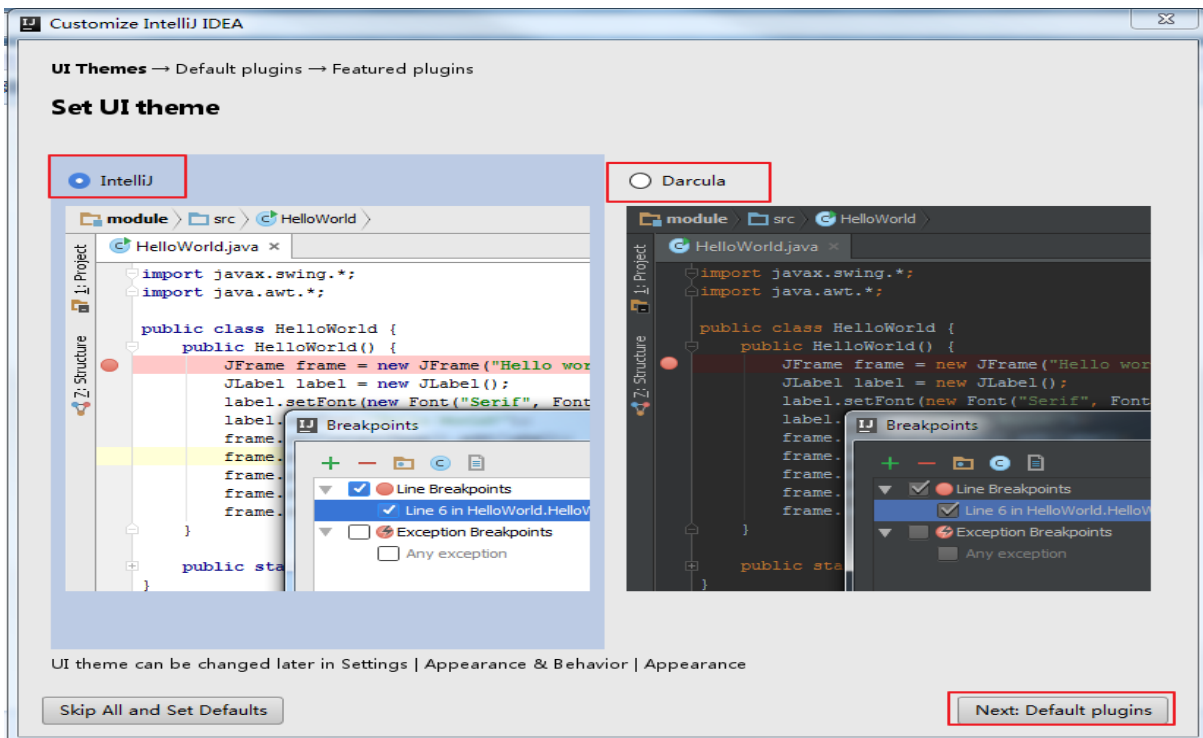 Customize IntelliJ IDEA
UI Themes → Default plugins → Featured plugins
Set UI theme
IntelliJ
module
src
HelloWorld
HelloWorld.java ×
1: Project
7: Structure
import javax.swing.*;
import java.awt.*;
public class HelloWorld {
public HelloWorld() {
JFrame frame = new JFrame("Hello wor
JLabel label = new JLabel();
label.setFont(new Font("Serif", Font
label.
frame.
frame.
frame.
frame.
frame.
}
public sta
}
Breakpoints
Line Breakpoints
Line 6 in HelloWorld.HelloW
Exception Breakpoints
Any exception
Darcula
module
src
HelloWorld
HelloWorld.java ×
1: Project
7: Structure
import javax.swing.*;
import java.awt.*;
public class HelloWorld {
public HelloWorld() {
JFrame frame = new JFrame("Hello wor
JLabel label = new JLabel();
label.setFont(new Font("Serif", Font
label.
frame.
frame.
frame.
frame.
frame.
}
public sta
}
Breakpoints
Line Breakpoints
Line 6 in HelloWorld.HelloW
Exception Breakpoints
Any exception
UI theme can be changed later in Settings | Appearance & Behavior | Appearance
Skip All and Set Defaults
Next: Default plugins